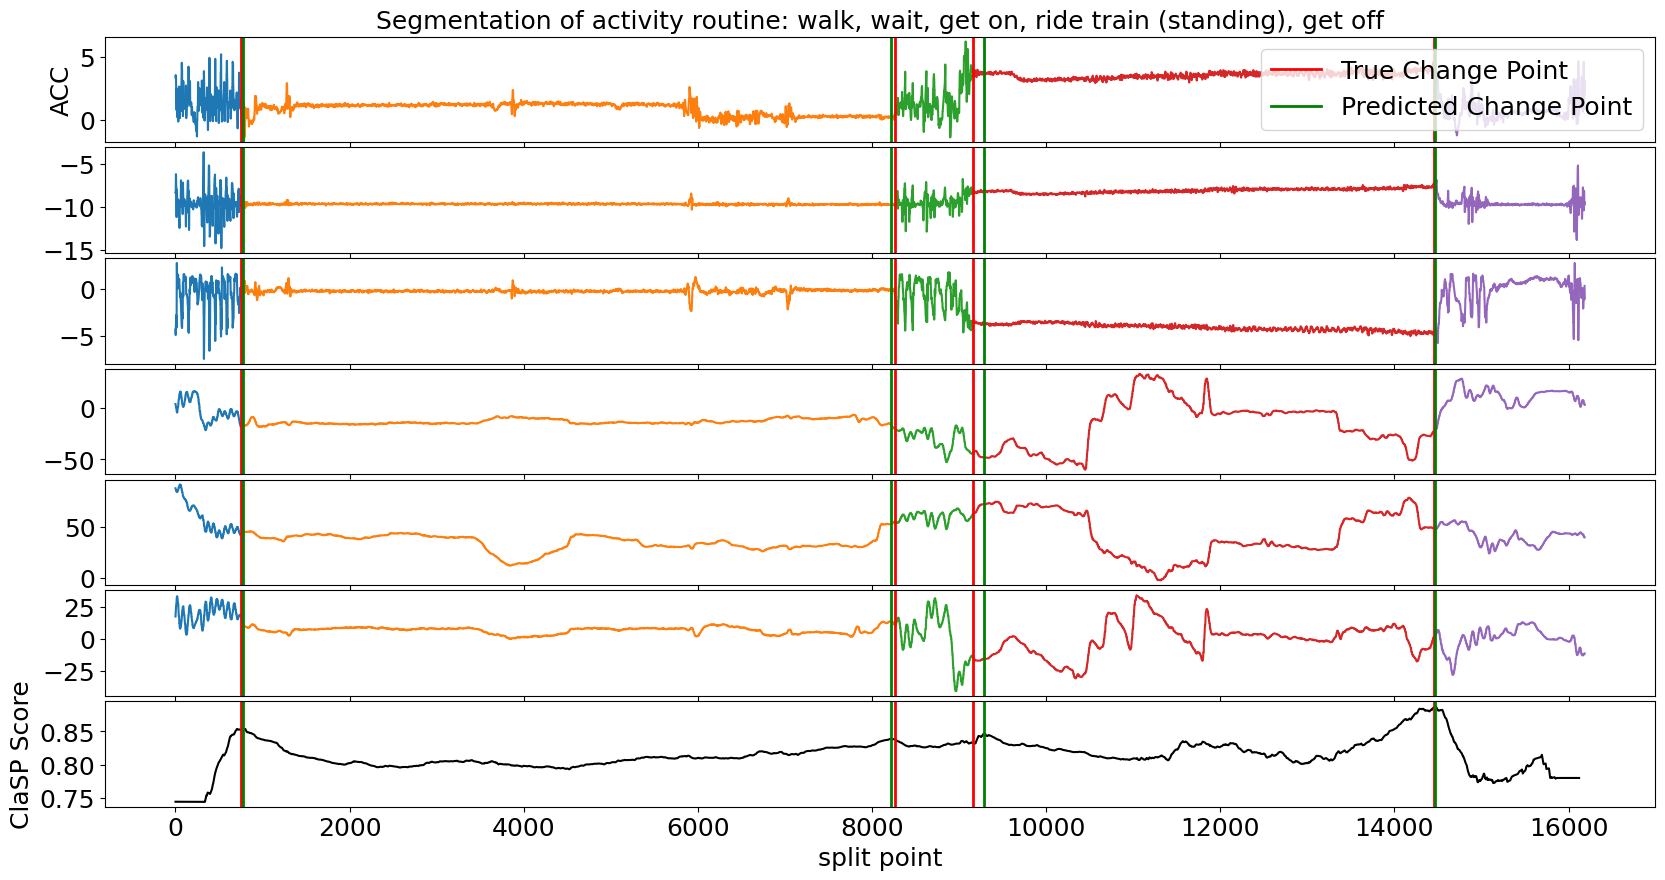 Segmentation of activity routine: walk, wait, get on, ride train (standing), get off
ACC
5
0
True Change Point
Predicted Change Point
−5
−10
−15
0
−5
0
−50
50
0
25
0
−25
ClaSP Score
0.85
0.80
0.75
0 2000 4000 6000 8000 10000 12000 14000 16000
split point